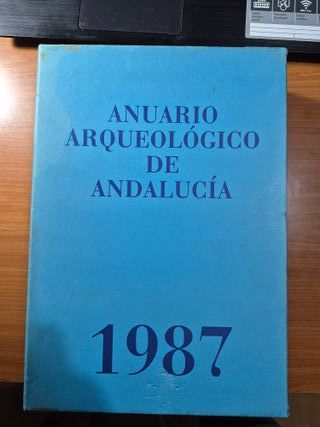 ANUARIO
ARQUEOLÓGICO
DE
ANDALUCÍA
1987